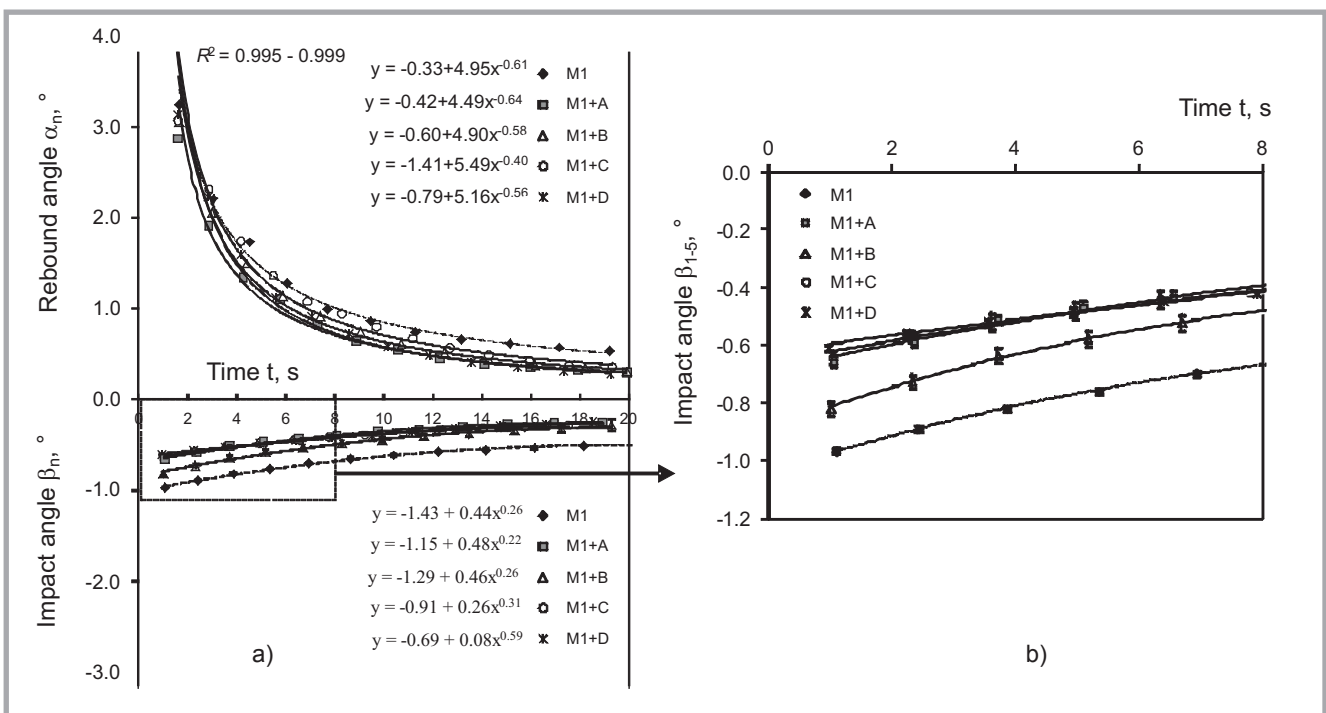 4.0
R² = 0.995 - 0.999
y = -0.33+4.95x^-0.61 M1
y = -0.42+4.49x^-0.64 M1+A
y = -0.60+4.90x^-0.58 M1+B
y = -1.41+5.49x^-0.40 M1+C
y = -0.79+5.16x^-0.56 M1+D
3.0
2.0
1.0
0.0
Rebound angle αn, °
Time t, s
0 2 4 6 8 10 12 14 16 18 20
Impact angle βn, °
-1.0
-2.0
-3.0
y = -1.43 + 0.44x^0.26 M1
y = -1.15 + 0.48x^0.22 M1+A
y = -1.29 + 0.46x^0.26 M1+B
y = -0.91 + 0.26x^0.31 M1+C
y = -0.69 + 0.08x^0.59 M1+D
a)
Time t, s
0 2 4 6 8
0.0
-0.2
-0.4
-0.6
-0.8
-1.0
-1.2
Impact angle β1-5, °
M1
M1+A
M1+B
M1+C
M1+D
b)